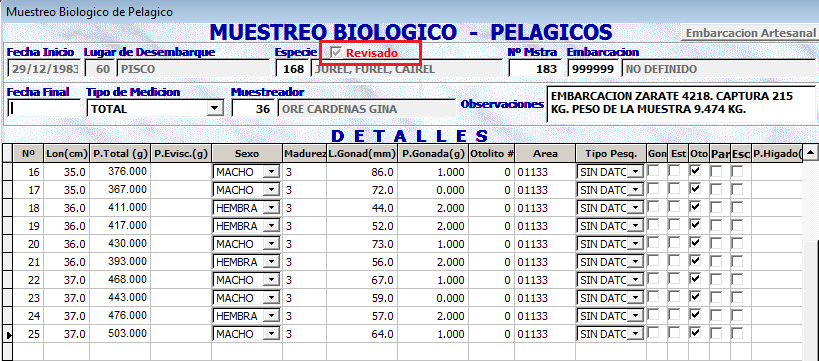 Muestreo Biologico de Pelagico
MUESTREO BIOLOGICO - PELAGICOS
Embarcacion Artesanal
Fecha Inicio Lugar de Desembarque Especie Revisado Nº Mstra Embarcacion
29/12/1983 60 PISCO 168 JUREL, FUREL, CAIREL 183 999999 NO DEFINIDO
Fecha Final Tipo de Medicion Muestreador
TOTAL 36 ORE CARDENAS GINA Observaciones
EMBARCACION ZARATE 4218. CAPTURA 215
KG. PESO DE LA MUESTRA 9.474 KG.
D E T A L L E S
Nº Lon(cm) P.Total (g) P.Evisc.(g) Sexo Madurez L.Gonad(mm) P.Gonada(g) Otolito # Area Tipo Pesq. Gon Est Oto Par Esc P.Higado(
16 35.0 376.000 MACHO 3 86.0 1.000 0 01133 SIN DATC
17 35.0 367.000 MACHO 3 72.0 0.000 0 01133 SIN DATC
18 36.0 411.000 HEMBRA 3 44.0 2.000 0 01133 SIN DATC
19 36.0 417.000 HEMBRA 3 52.0 2.000 0 01133 SIN DATC
20 36.0 430.000 MACHO 3 73.0 1.000 0 01133 SIN DATC
21 36.0 393.000 HEMBRA 3 56.0 2.000 0 01133 SIN DATC
22 37.0 468.000 MACHO 3 67.0 1.000 0 01133 SIN DATC
23 37.0 443.000 MACHO 3 59.0 0.000 0 01133 SIN DATC
24 37.0 476.000 HEMBRA 3 57.0 2.000 0 01133 SIN DATC
25 37.0 503.000 MACHO 3 64.0 1.000 0 01133 SIN DATC